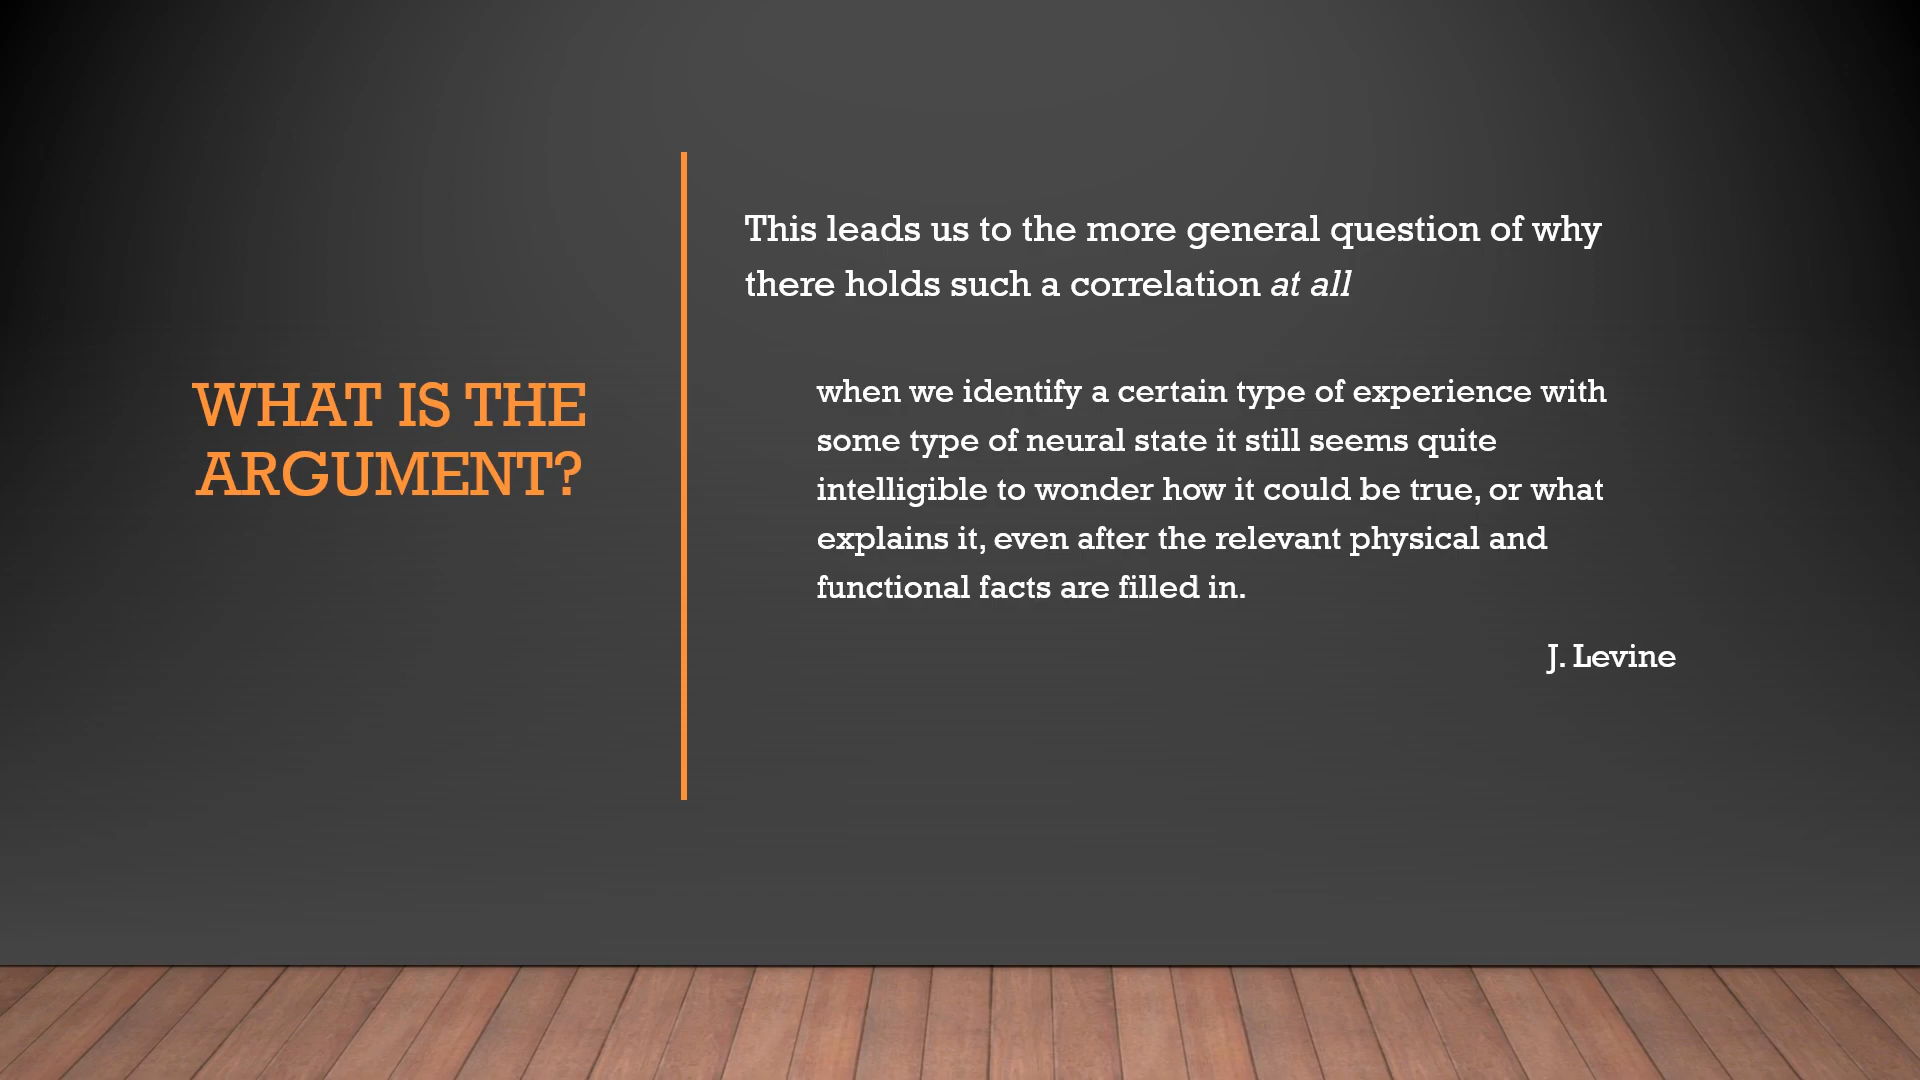 WHAT IS THE
ARGUMENT?
This leads us to the more general question of why
there holds such a correlation at all
when we identify a certain type of experience with
some type of neural state it still seems quite
intelligible to wonder how it could be true, or what
explains it, even after the relevant physical and
functional facts are filled in.
J. Levine